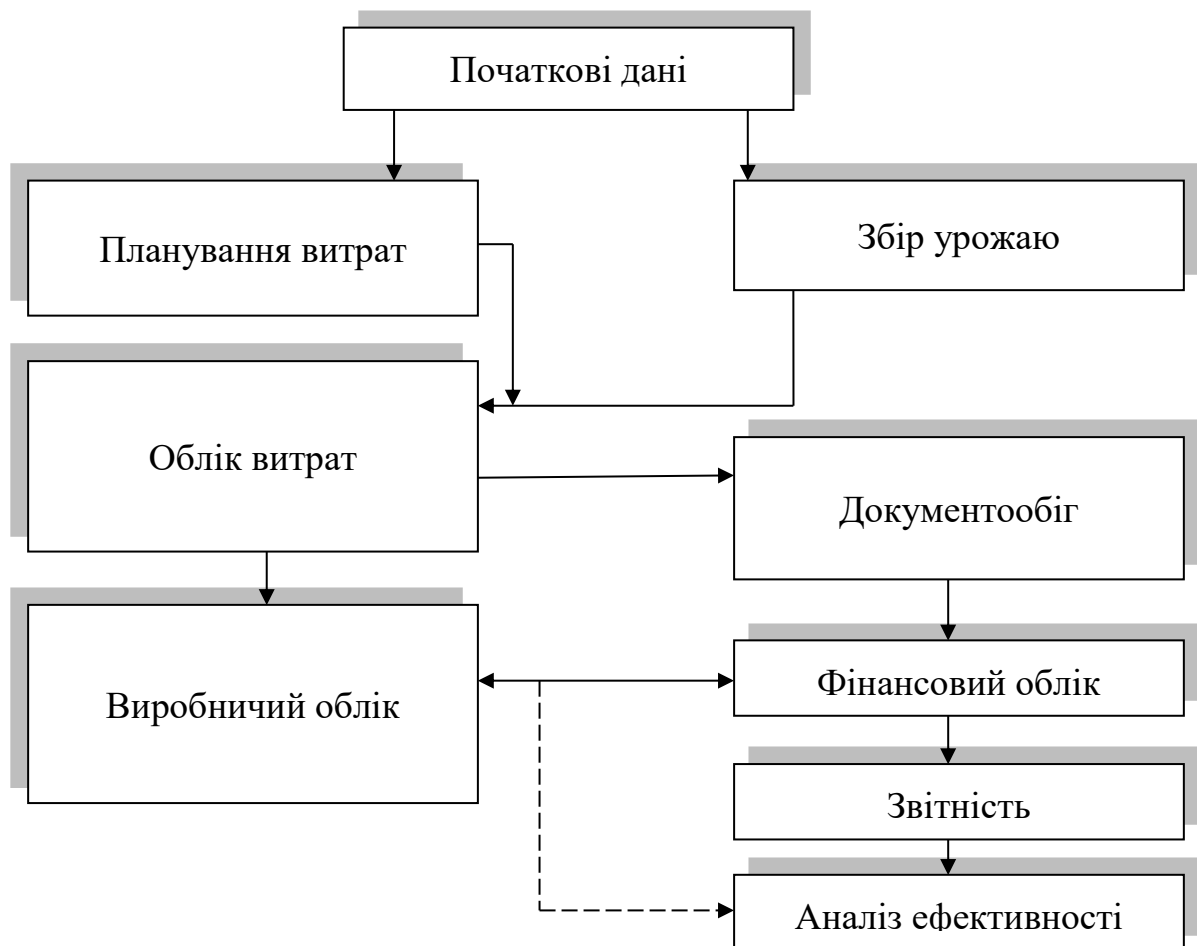 Початкові дані
Планування витрат
Збір урожаю
Облік витрат
Документообіг
Виробничий облік
Фінансовий облік
Звітність
Аналіз ефективності